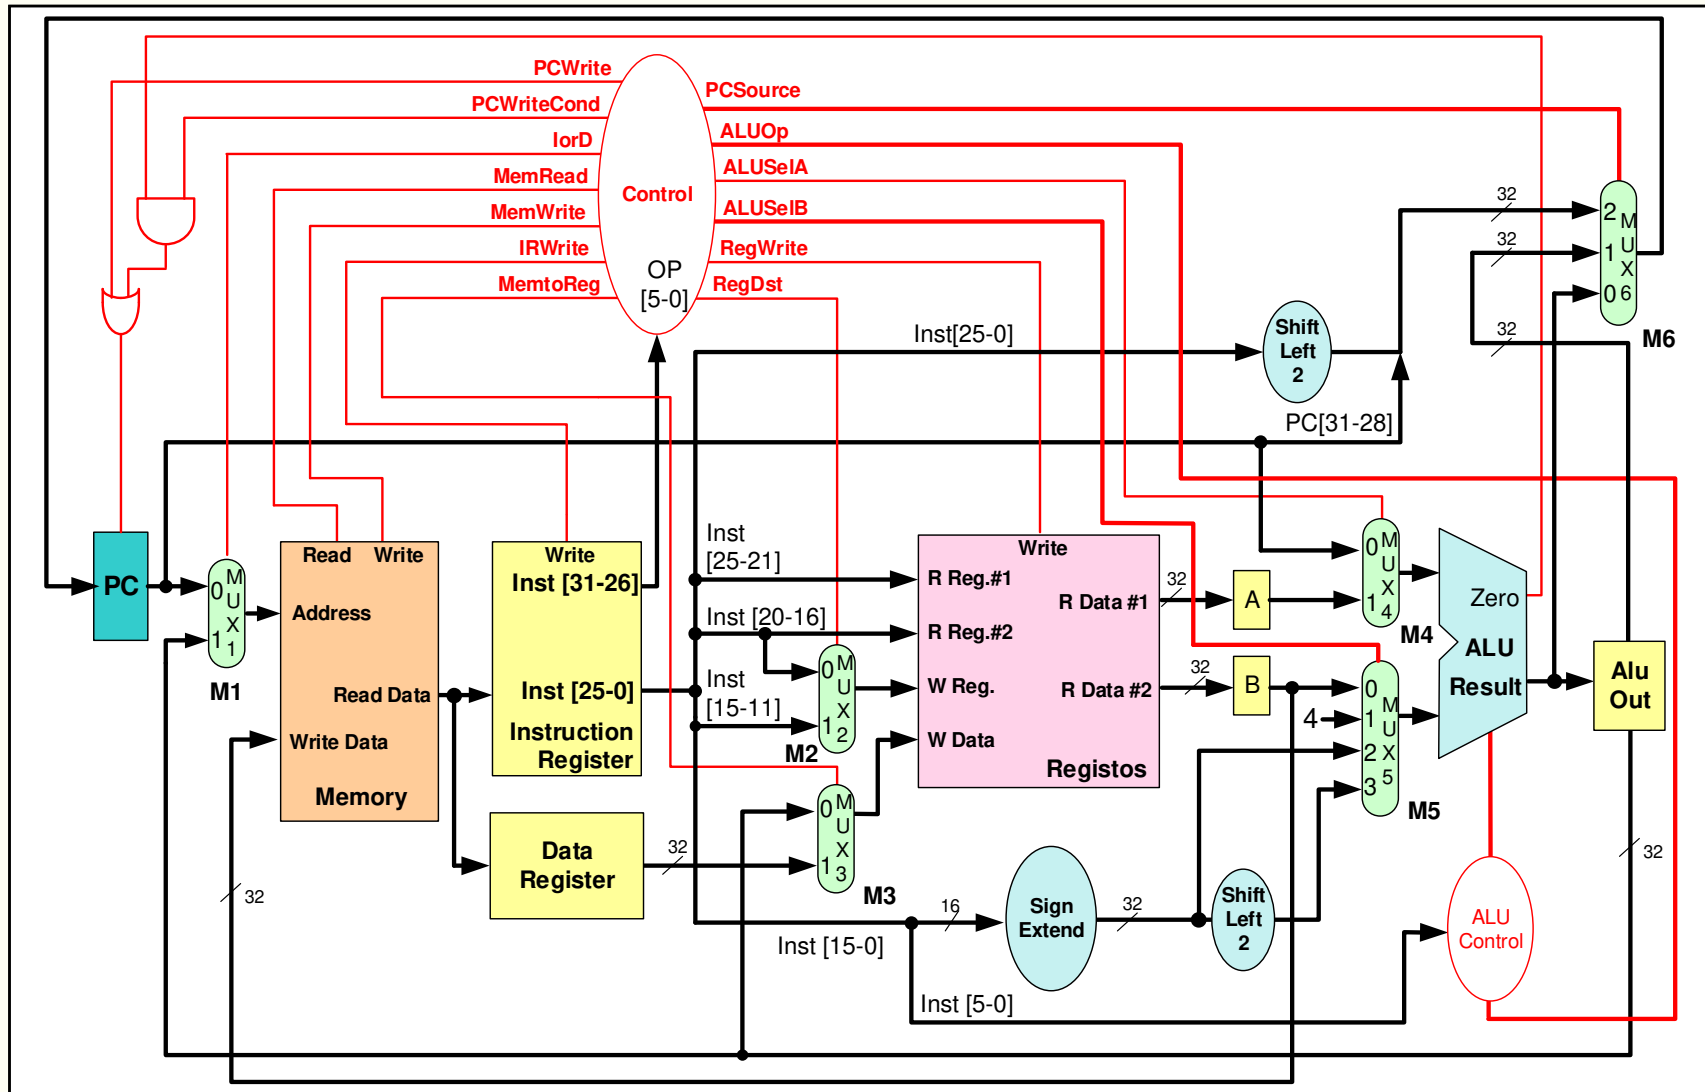 PCWrite
PCWriteCond
IorD
MemRead
MemWrite
IRWrite
MemtoReg
Control
OP
[5-0]
PCSource
ALUOp
ALUSelA
ALUSelB
RegWrite
RegDst
Inst[25-0]
Shift
Left
2
PC[31-28]
32
32
32
2
1
0
M
U
X
6
M6
PC
0
1
M
U
X
1
M1
Read Write
Address
Read Data
Write Data
Memory
Write
Inst [31-26]
Inst [25-0]
Instruction
Register
Data
Register
32
32
Inst
[25-21]
Inst [20-16]
Inst
[15-11]
0
1
M
U
X
2
M2
0
1
M
U
X
3
M3
Write
R Reg.#1
R Reg.#2
W Reg.
W Data
R Data #1
R Data #2
Registos
32
32
A
B
4
0
1
M
U
X
4
M4
0
1
2
3
M
U
X
5
M5
Zero
ALU
Result
Alu
Out
32
Inst [15-0]
16
Sign
Extend
32
Shift
Left
2
Inst [5-0]
ALU
Control